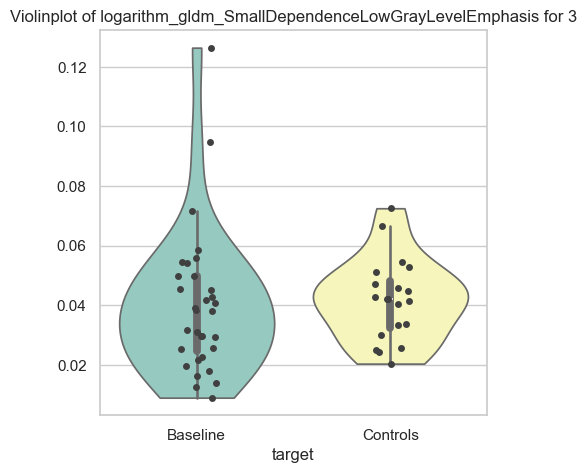 Violinplot of logarithm_gldm_SmallDependenceLowGrayLevelEmphasis for 3
0.12
0.10
0.08
0.06
0.04
0.02
Baseline Controls
target